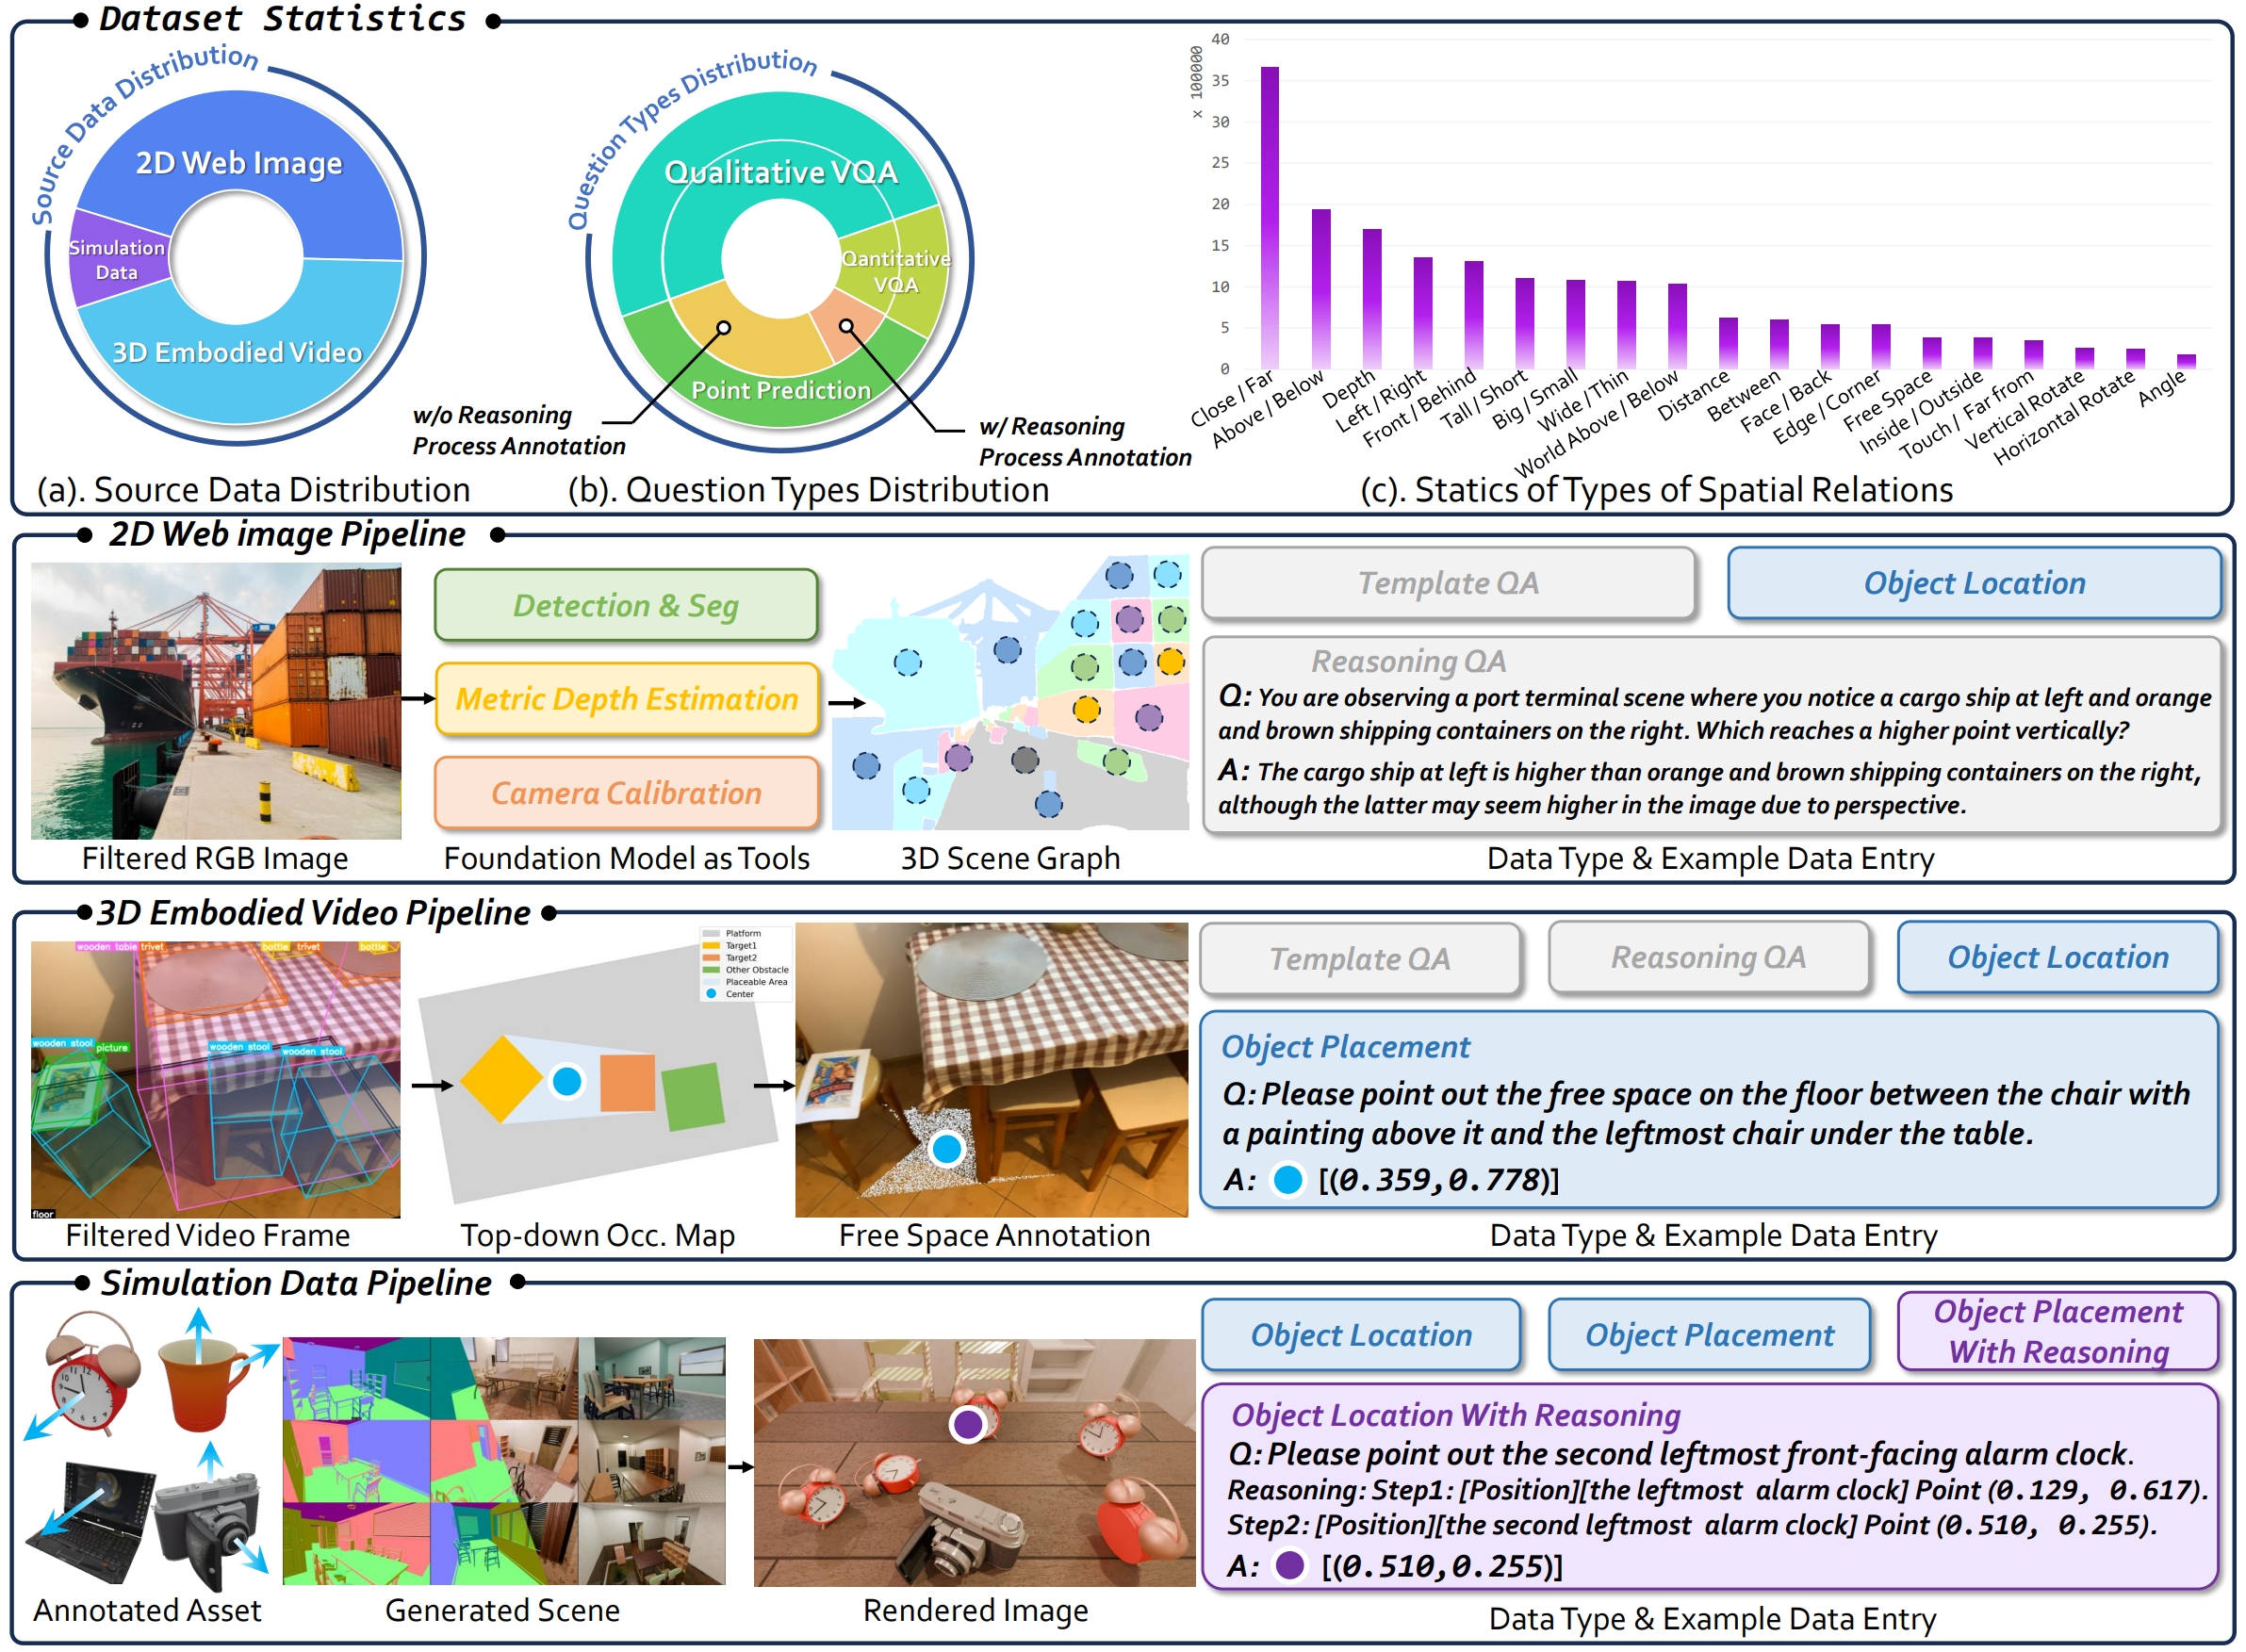 Dataset Statistics
Source Data Distribution
2D Web Image
Simulation
Data
3D Embodied Video
Question Types Distribution
Qualitative VQA
Qantitative
VQA
Point Prediction
w/o Reasoning
Process Annotation
w/ Reasoning
Process Annotation
x 100000
40
35
30
25
20
15
10
5
0
Close / Far
Above / Below
Depth
Left / Right
Front / Behind
Tall / Short
Big / Small
Wide / Thin
World Above / Below
Distance
Between
Face / Back
Edge / Corner
Free Space
Inside / Outside
Touch / Far from
Vertical Rotate
Horizontal Rotate
Angle
(a). Source Data Distribution
(b). Question Types Distribution
(c). Statics of Types of Spatial Relations
2D Web image Pipeline
Detection & Seg
Metric Depth Estimation
Camera Calibration
Template QA
Object Location
Reasoning QA
Q: You are observing a port terminal scene where you notice a cargo ship at left and orange
and brown shipping containers on the right. Which reaches a higher point vertically?
A: The cargo ship at left is higher than orange and brown shipping containers on the right,
although the latter may seem higher in the image due to perspective.
Filtered RGB Image
Foundation Model as Tools
3D Scene Graph
Data Type & Example Data Entry
3D Embodied Video Pipeline
wooden table
trivet
bottle
trivet
bottle
wooden stool
picture
wooden stool
wooden stool
floor
Platform
Target1
Target2
Other Obstacle
Placeable Area
Center
Template QA
Reasoning QA
Object Location
Object Placement
Q: Please point out the free space on the floor between the chair with
a painting above it and the leftmost chair under the table.
A: [(0.359,0.778)]
Filtered Video Frame
Top-down Occ. Map
Free Space Annotation
Data Type & Example Data Entry
Simulation Data Pipeline
Object Location
Object Placement
Object Placement
With Reasoning
Object Location With Reasoning
Q: Please point out the second leftmost front-facing alarm clock.
Reasoning: Step1: [Position][the leftmost alarm clock] Point (0.129, 0.617).
Step2: [Position][the second leftmost alarm clock] Point (0.510, 0.255).
A: [(0.510,0.255)]
Annotated Asset
Generated Scene
Rendered Image
Data Type & Example Data Entry